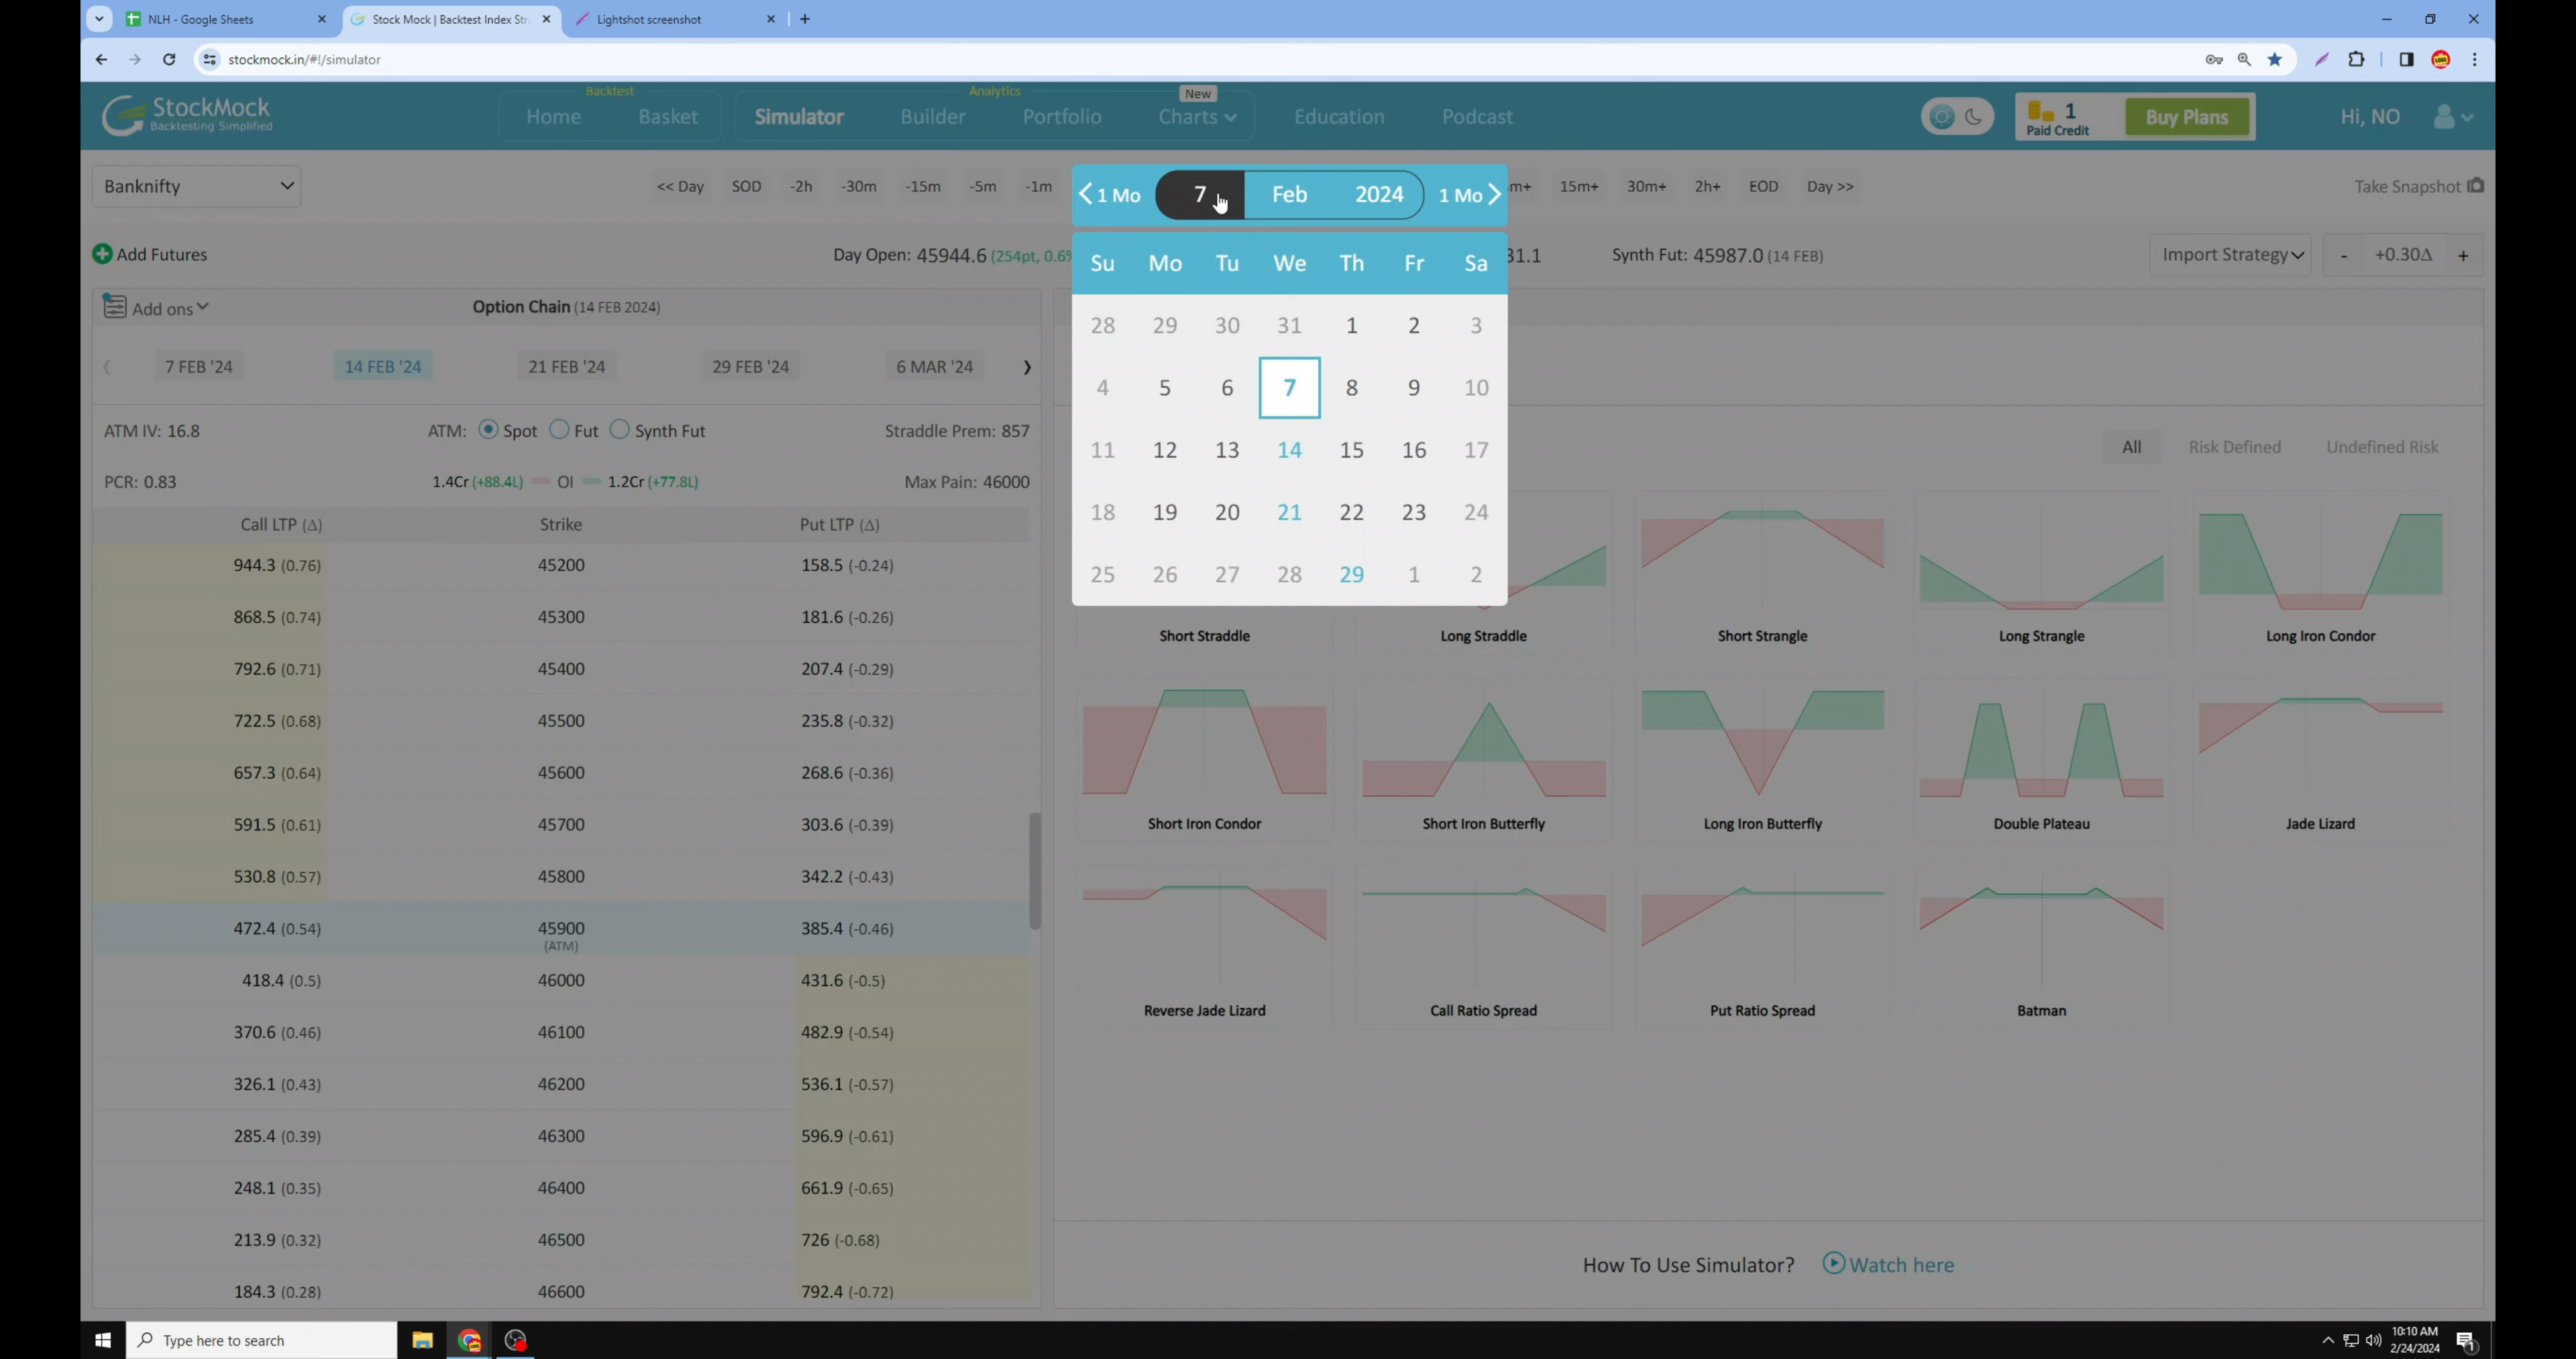 NLH - Google Sheets
Stock Mock | Backtest Index Str
Lightshot screenshot
stockmock.in/#!/simulator
StockMock
Backtesting Simplified
Backtest
Home
Basket
Analytics
Simulator
Builder
Portfolio
New
Charts
Education
Podcast
1
Paid Credit
Buy Plans
Hi, NO
Banknifty
<< Day
SOD
-2h
-30m
-15m
-5m
-1m
1 Mo
7
Feb
2024
1 Mo
m+
15m+
30m+
2h+
EOD
Day >>
Take Snapshot
Add Futures
Day Open: 45944.6 (254pt, 0.6%
31.1
Synth Fut: 45987.0 (14 FEB)
Import Strategy
-
+0.30Δ
+
Su Mo Tu We Th Fr Sa
28 29 30 31 1 2 3
4 5 6 7 8 9 10
11 12 13 14 15 16 17
18 19 20 21 22 23 24
25 26 27 28 29 1 2
Add ons
Option Chain (14 FEB 2024)
7 FEB '24
14 FEB '24
21 FEB '24
29 FEB '24
6 MAR '24
ATM IV: 16.8
ATM: Spot Fut Synth Fut
Straddle Prem: 857
PCR: 0.83
1.4Cr (+88.4L) OI 1.2Cr (+77.8L)
Max Pain: 46000
Call LTP (Δ) Strike Put LTP (Δ)
944.3 (0.76) 45200 158.5 (-0.24)
868.5 (0.74) 45300 181.6 (-0.26)
792.6 (0.71) 45400 207.4 (-0.29)
722.5 (0.68) 45500 235.8 (-0.32)
657.3 (0.64) 45600 268.6 (-0.36)
591.5 (0.61) 45700 303.6 (-0.39)
530.8 (0.57) 45800 342.2 (-0.43)
472.4 (0.54) 45900 385.4 (-0.46)
(ATM)
418.4 (0.5) 46000 431.6 (-0.5)
370.6 (0.46) 46100 482.9 (-0.54)
326.1 (0.43) 46200 536.1 (-0.57)
285.4 (0.39) 46300 596.9 (-0.61)
248.1 (0.35) 46400 661.9 (-0.65)
213.9 (0.32) 46500 726 (-0.68)
184.3 (0.28) 46600 792.4 (-0.72)
All
Risk Defined
Undefined Risk
Short Straddle
Long Straddle
Short Strangle
Long Strangle
Long Iron Condor
Short Iron Condor
Short Iron Butterfly
Long Iron Butterfly
Double Plateau
Jade Lizard
Reverse Jade Lizard
Call Ratio Spread
Put Ratio Spread
Batman
How To Use Simulator?
Watch here
Type here to search
10:10 AM
2/24/2024
1